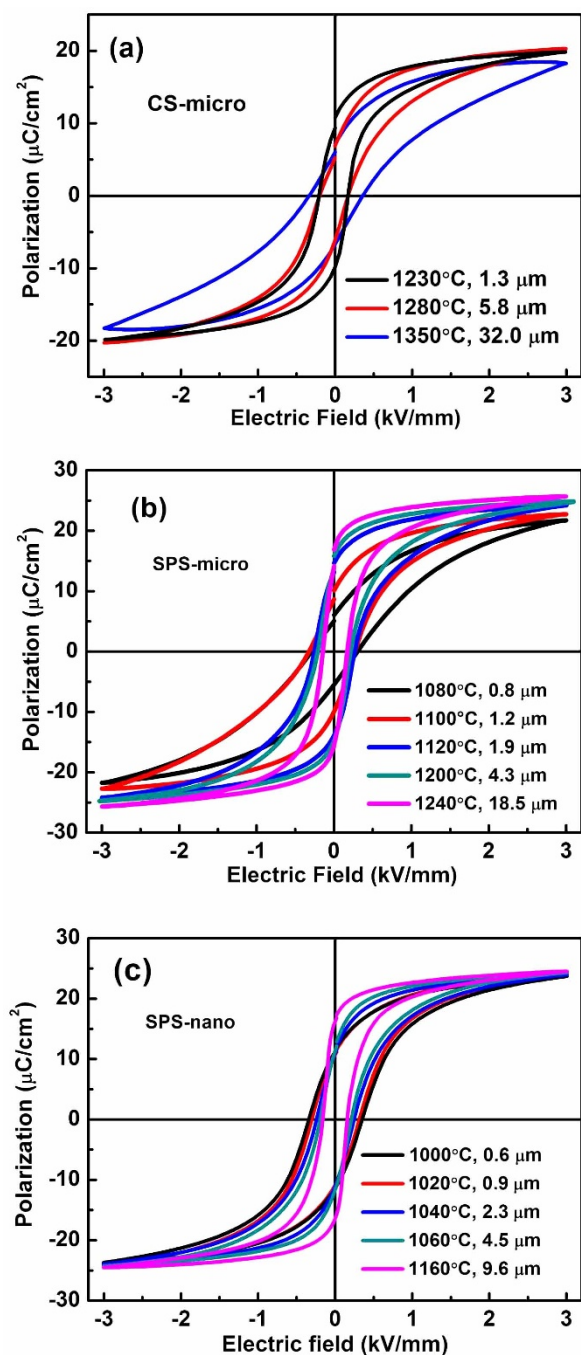 (a)
CS-micro
Polarization (μC/cm²)
20
10
0
-10
-20
1230°C, 1.3 μm
1280°C, 5.8 μm
1350°C, 32.0 μm
-3 -2 -1 0 1 2 3
Electric Field (kV/mm)
(b)
SPS-micro
Polarization (μC/cm²)
30
20
10
0
-10
-20
-30
1080°C, 0.8 μm
1100°C, 1.2 μm
1120°C, 1.9 μm
1200°C, 4.3 μm
1240°C, 18.5 μm
-3 -2 -1 0 1 2 3
Electric Field (kV/mm)
(c)
SPS-nano
Polarization (μC/cm²)
30
20
10
0
-10
-20
-30
1000°C, 0.6 μm
1020°C, 0.9 μm
1040°C, 2.3 μm
1060°C, 4.5 μm
1160°C, 9.6 μm
-3 -2 -1 0 1 2 3
Electric field (kV/mm)